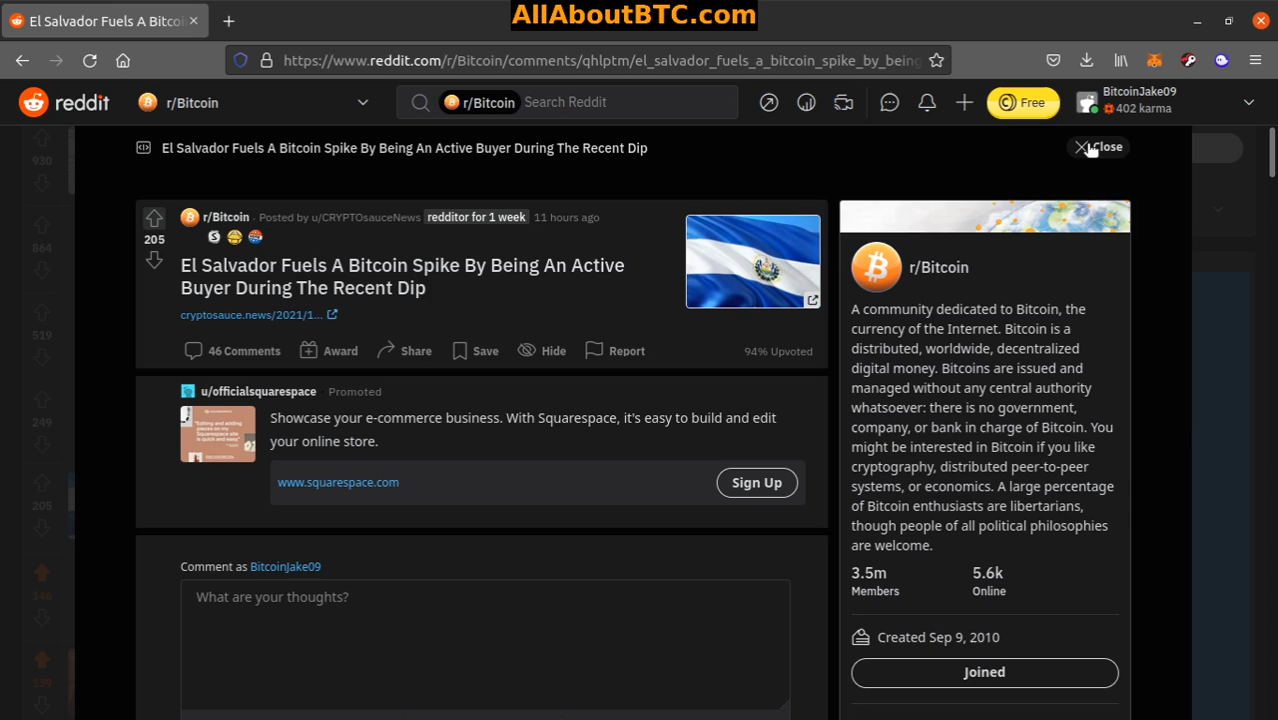 AllAboutBTC.com
El Salvador Fuels A Bitco
https://www.reddit.com/r/Bitcoin/comments/qhlptm/el_salvador_fuels_a_bitcoin_spike_by_being
reddit
r/Bitcoin
r/Bitcoin Search Reddit
Free
BitcoinJake09
402 karma
930
864
519
249
205
146
139
El Salvador Fuels A Bitcoin Spike By Being An Active Buyer During The Recent Dip
Close
205
r/Bitcoin · Posted by u/CRYPTOsauceNews redditor for 1 week 11 hours ago
El Salvador Fuels A Bitcoin Spike By Being An Active
Buyer During The Recent Dip
cryptosauce.news/2021/1...
46 Comments Award Share Save Hide Report 94% Upvoted
u/officialsquarespace · Promoted
Showcase your e-commerce business. With Squarespace, it's easy to build and edit
your online store.
www.squarespace.com
Sign Up
Comment as BitcoinJake09
What are your thoughts?
r/Bitcoin
A community dedicated to Bitcoin, the
currency of the Internet. Bitcoin is a
distributed, worldwide, decentralized
digital money. Bitcoins are issued and
managed without any central authority
whatsoever: there is no government,
company, or bank in charge of Bitcoin. You
might be interested in Bitcoin if you like
cryptography, distributed peer-to-peer
systems, or economics. A large percentage
of Bitcoin enthusiasts are libertarians,
though people of all political philosophies
are welcome.
3.5m 5.6k
Members Online
Created Sep 9, 2010
Joined